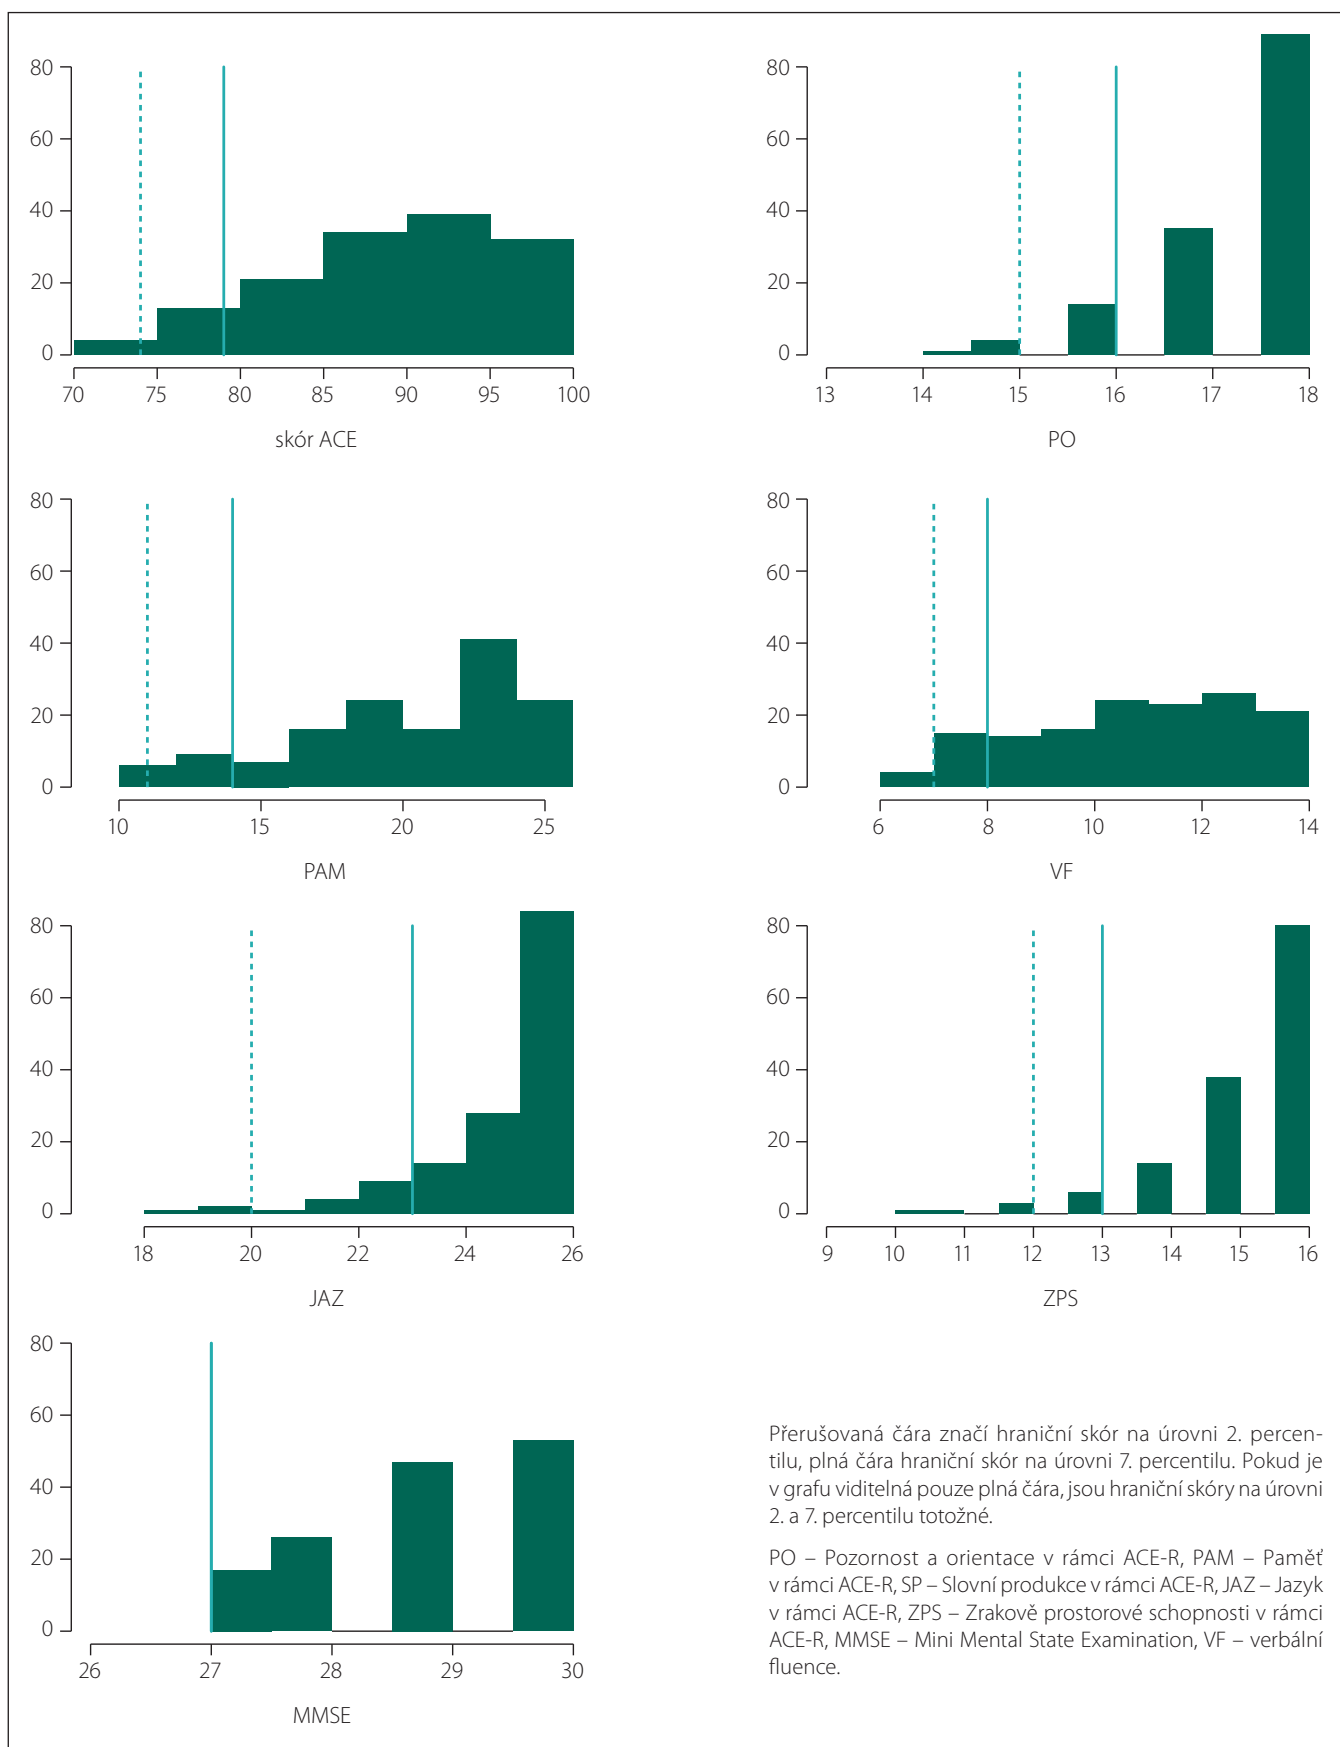 80
60
40
20
0
70 75 80 85 90 95 100
skór ACE
80
60
40
20
0
13 14 15 16 17 18
PO
80
60
40
20
0
10 15 20 25
PAM
80
60
40
20
0
6 8 10 12 14
VF
80
60
40
20
0
18 20 22 24 26
JAZ
80
60
40
20
0
9 10 11 12 13 14 15 16
ZPS
80
60
40
20
0
26 27 28 29 30
MMSE
Přerušovaná čára značí hraniční skór na úrovni 2. percen-
tilu, plná čára hraniční skór na úrovni 7. percentilu. Pokud je
v grafu viditelná pouze plná čára, jsou hraniční skóry na úrovni
2. a 7. percentilu totožné.
PO – Pozornost a orientace v rámci ACE-R, PAM – Paměť
v rámci ACE-R, SP – Slovní produkce v rámci ACE-R, JAZ – Jazyk
v rámci ACE-R, ZPS – Zrakově prostorové schopnosti v rámci
ACE-R, MMSE – Mini Mental State Examination, VF – verbální
fluence.